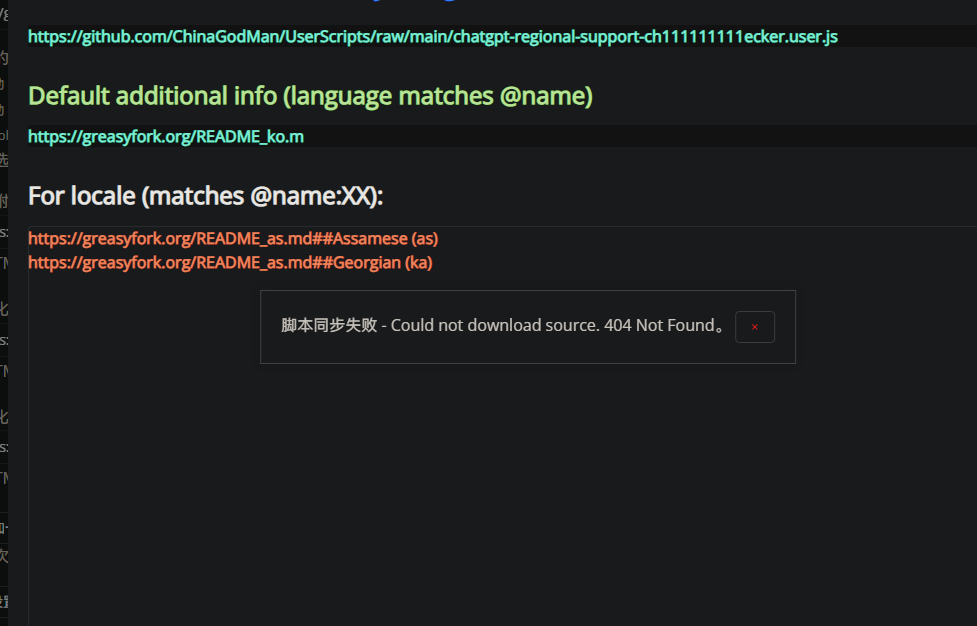 https://github.com/ChinaGodMan/UserScripts/raw/main/chatgpt-regional-support-ch111111111ecker.user.js
Default additional info (language matches @name)
https://greasyfork.org/README_ko.m
For locale (matches @name:XX):
https://greasyfork.org/README_as.md##Assamese (as)
https://greasyfork.org/README_as.md##Georgian (ka)
脚本同步失败 - Could not download source. 404 Not Found。 ×